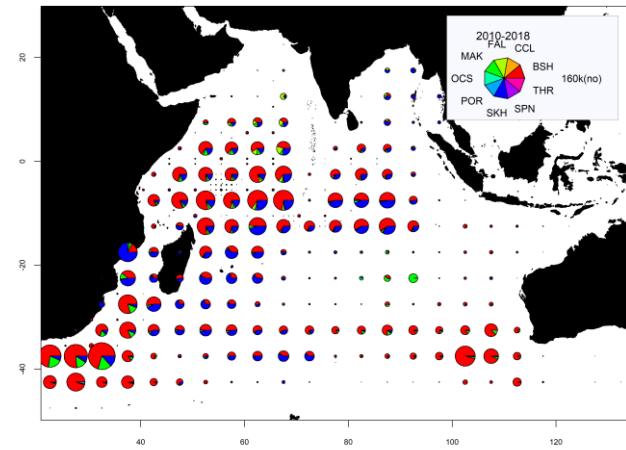 2010-2018
FAL CCL
MAK BSH
OCS THR 160k(no)
POR SPN
SKH
20
0
-20
-40
40 60 80 100 120